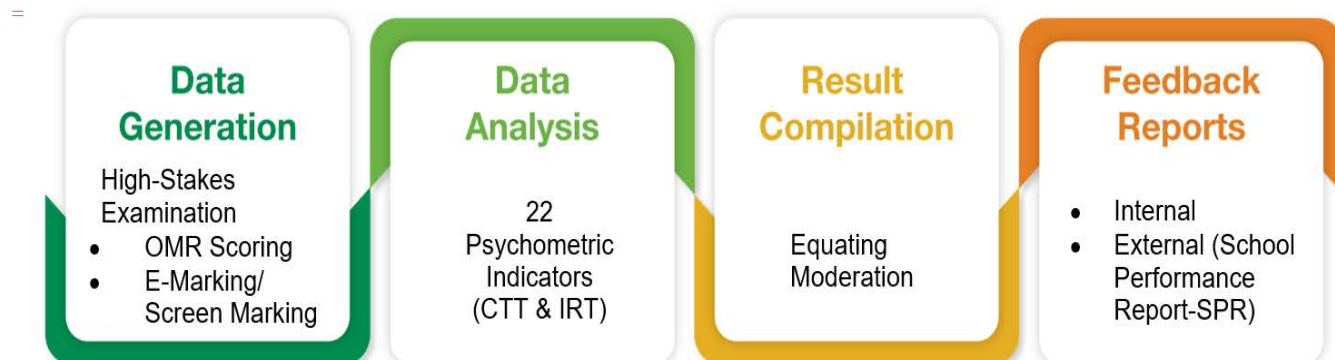 Data
Generation
High-Stakes
Examination
• OMR Scoring
• E-Marking/
Screen Marking
Data
Analysis
22
Psychometric
Indicators
(CTT & IRT)
Result
Compilation
Equating
Moderation
Feedback
Reports
• Internal
• External (School
Performance
Report-SPR)